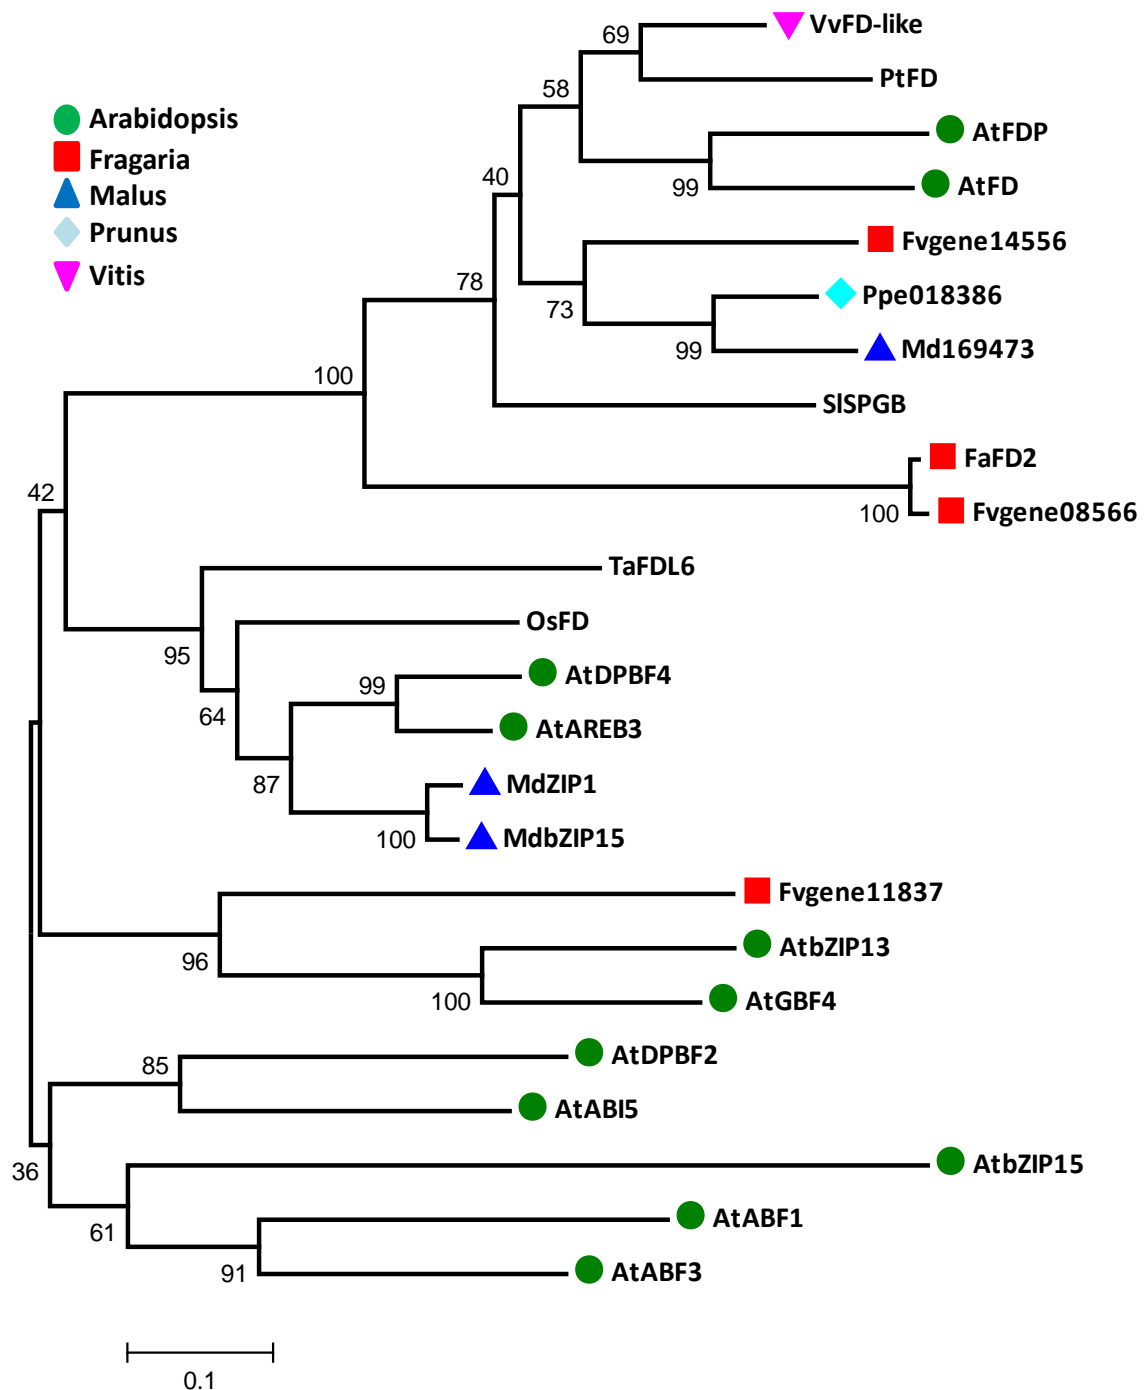 69
VvFD-like
58
PtFD
Arabidopsis
Fragaria
Malus
Prunus
Vitis
AtFDP
99
AtFD
40
Fvgene14556
78
73
Ppe018386
99
Md169473
100
SlSPGB
FaFD2
42
100
Fvgene08566
TaFDL6
95
OsFD
64
99
AtDPBF4
AtAREB3
87
MdZIP1
100
MdbZIP15
Fvgene11837
96
AtbZIP13
100
AtGBF4
85
AtDPBF2
AtABI5
36
AtbZIP15
61
AtABF1
91
AtABF3
0.1